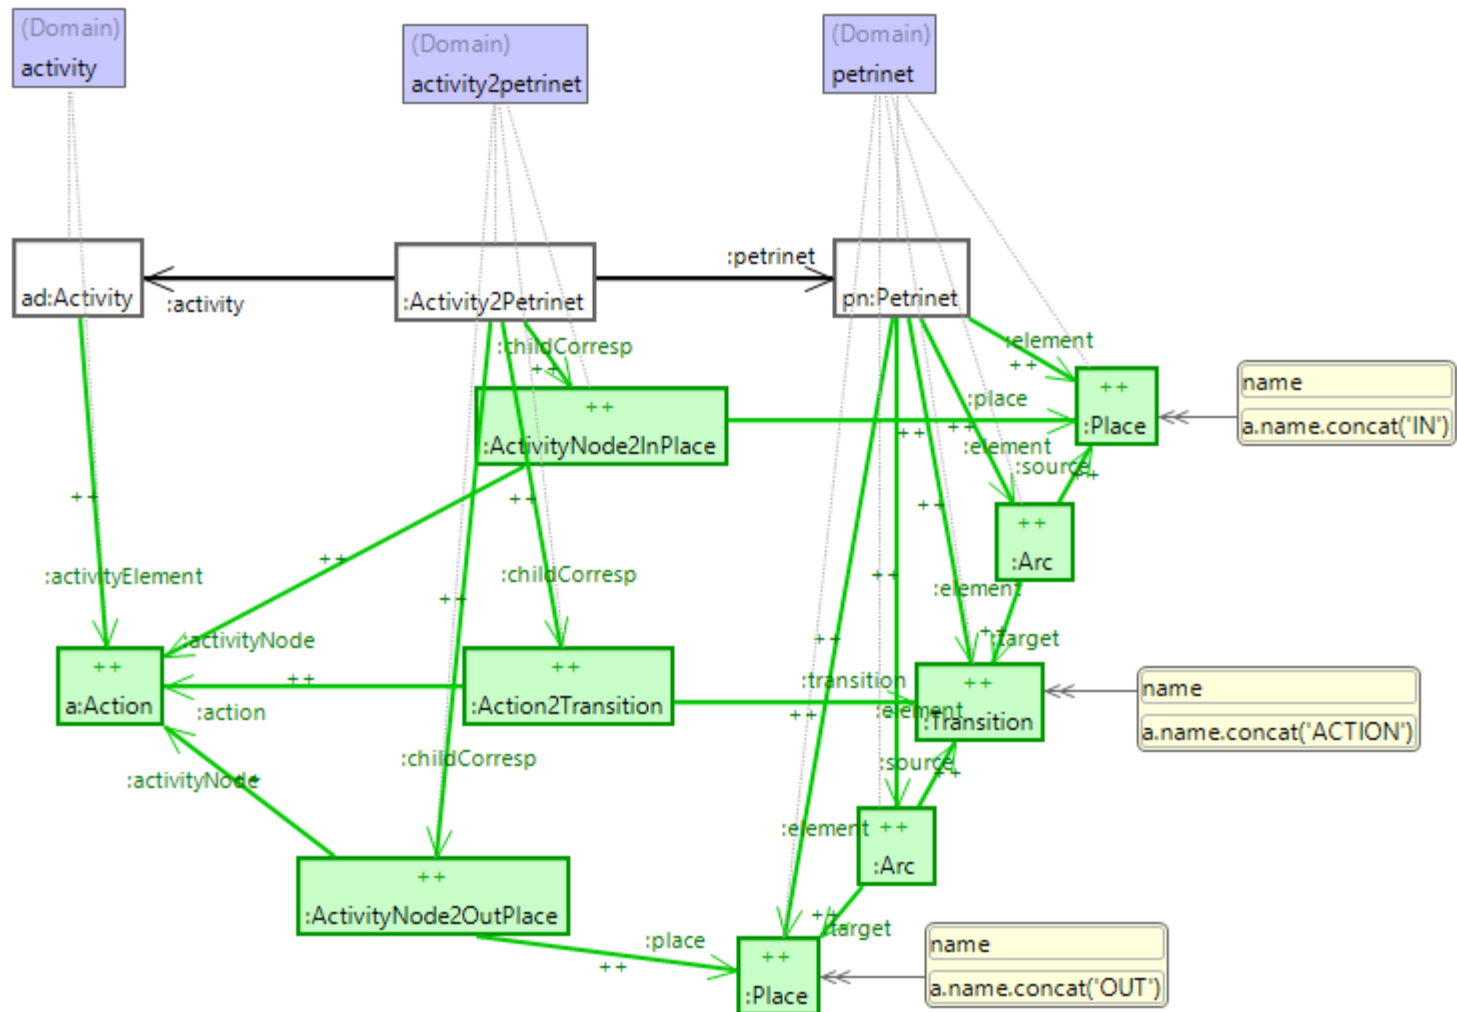 (Domain)
activity
(Domain)
activity2petrinet
(Domain)
petrinet
ad:Activity
:activity
:Activity2Petrinet
:petrinet
pn:Petrinet
:childCorresp
++
:element
++
++
:Place
name
a.name.concat("IN")
++
:ActivityNode2InPlace
:place
++
++
:element
:source
++
++
++
++
++
:Arc
++
:activityElement
++
:childCorresp
++
++
:element
:activityNode
++
++
:target
++
a:Action
++
:action
++
:Action2Transition
:transition
++
:element
++
:Transition
name
a.name.concat("ACTION")
:childCorresp
:activityNode
++
:source
++
:element
++
:Arc
++
:ActivityNode2OutPlace
++
:target
:place
++
++
:Place
name
a.name.concat("OUT")